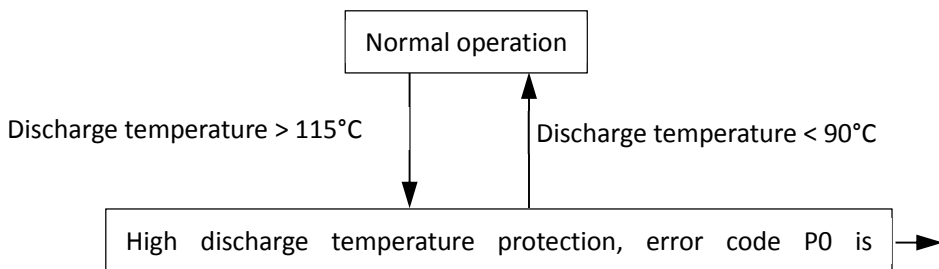 Normal operation
Discharge temperature > 115°C
Discharge temperature < 90°C
High discharge temperature protection, error code P0 is